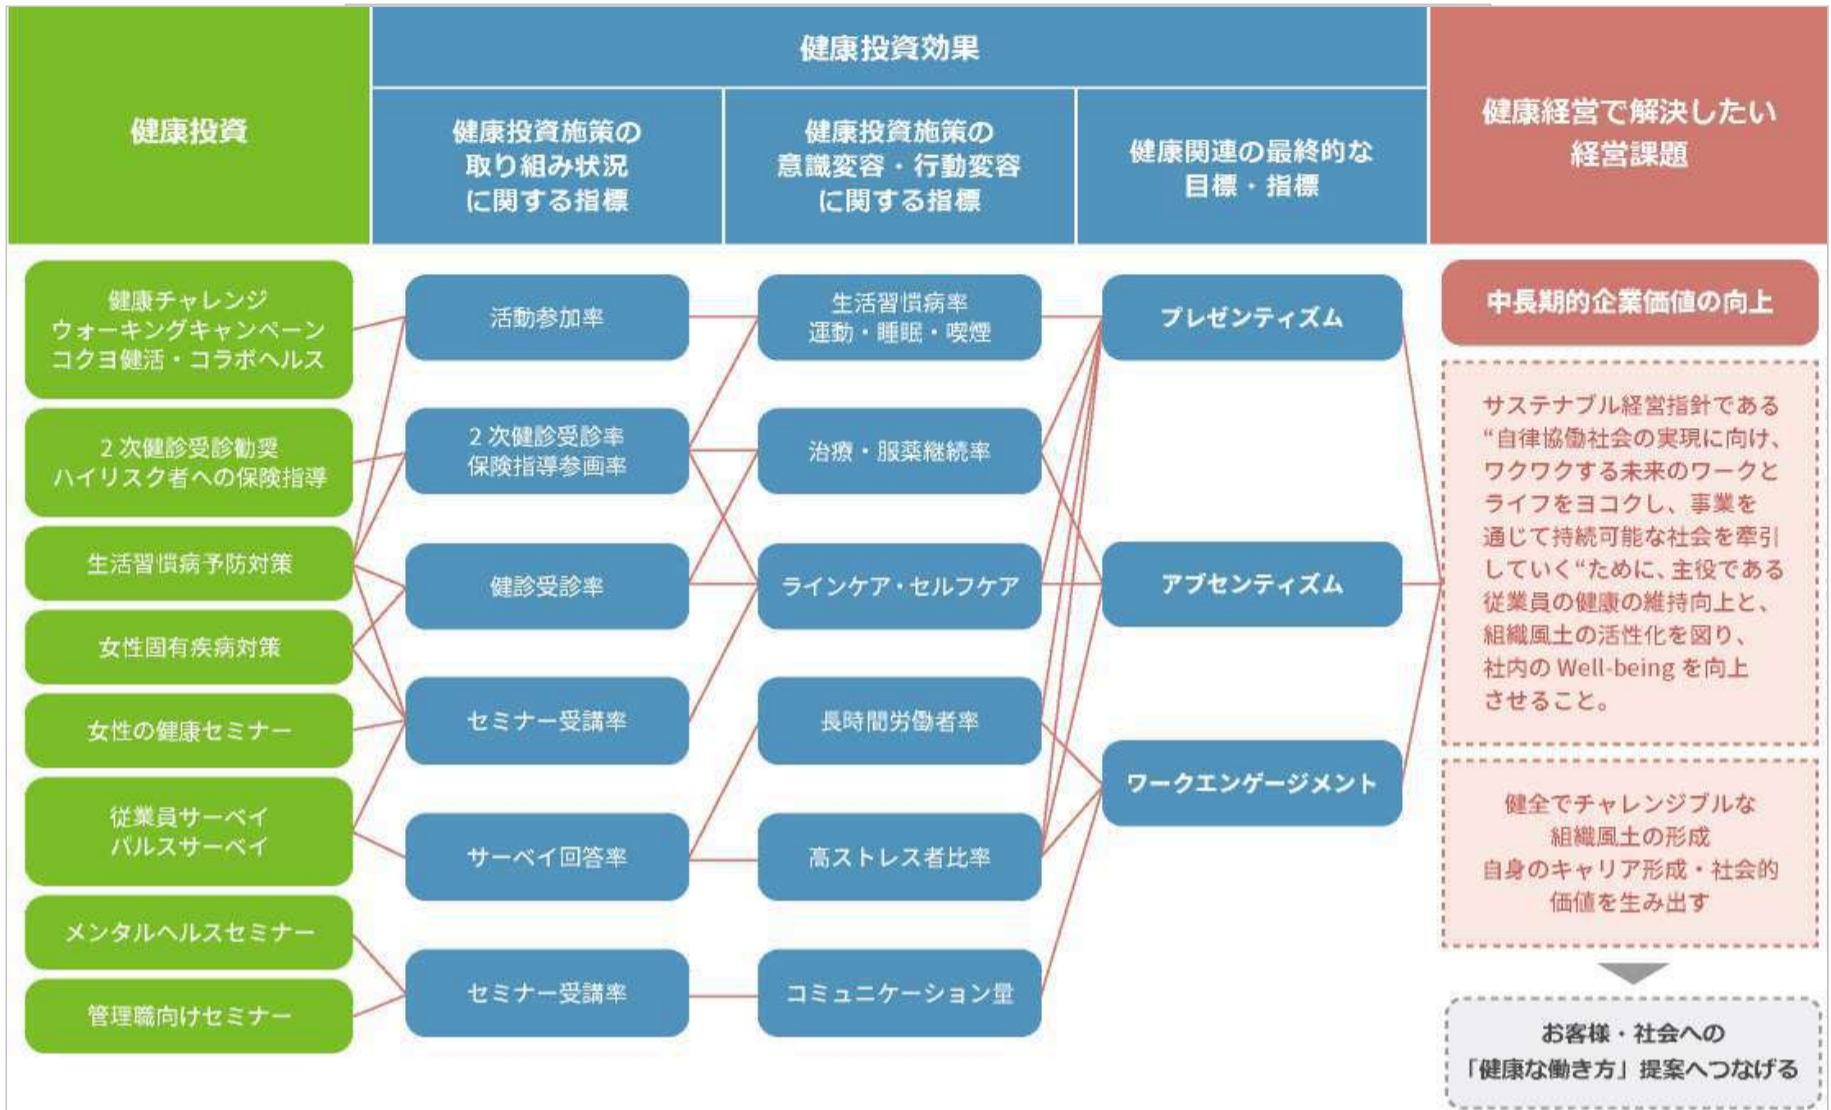 健康投資
健康投資効果
健康投資施策の
取り組み状況
に関する指標
健康投資施策の
意識変容・行動変容
に関する指標
健康関連の最終的な
目標・指標
健康経営で解決したい
経営課題
健康チャレンジ
ウォーキングキャンペーン
コクヨ健活・コラボヘルス
2次健診受診勧奨
ハイリスク者への保険指導
生活習慣病予防対策
女性固有疾病対策
女性の健康セミナー
従業員サーベイ
パルスサーベイ
メンタルヘルスセミナー
管理職向けセミナー
活動参加率
2次健診受診率
保険指導参画率
健診受診率
セミナー受講率
サーベイ回答率
セミナー受講率
生活習慣病率
運動・睡眠・喫煙
治療・服薬継続率
ラインケア・セルフケア
長時間労働者率
高ストレス者比率
コミュニケーション量
プレゼンティズム
アブセンティズム
ワークエンゲージメント
中長期的企業価値の向上
サステナブル経営指針である
“自律協働社会の実現に向け、
ワクワクする未来のワークと
ライフをヨコクし、事業を
通じて持続可能な社会を牽引
していく“ために、主役である
従業員の健康の維持向上と、
組織風土の活性化を図り、
社内の Well-being を向上
させること。
健全でチャレンジブルな
組織風土の形成
自身のキャリア形成・社会的
価値を生み出す
お客様・社会への
「健康な働き方」提案へつなげる